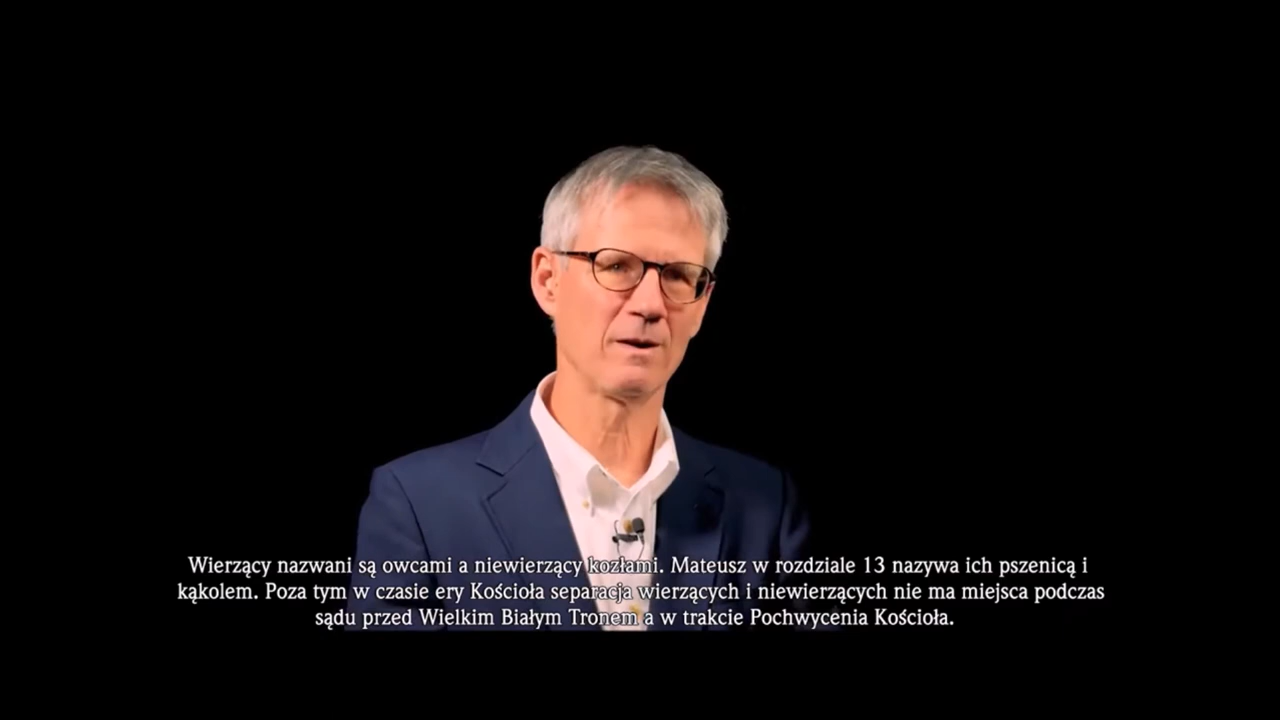 Wierzący nazwani są owcami a niewierzący kozłami. Mateusz w rozdziale 13 nazywa ich pszenicą i
kąkolem. Poza tym w czasie ery Kościoła separacja wierzących i niewierzących nie ma miejsca podczas
sądu przed Wielkim Białym Tronem a w trakcie Pochwycenia Kościoła.